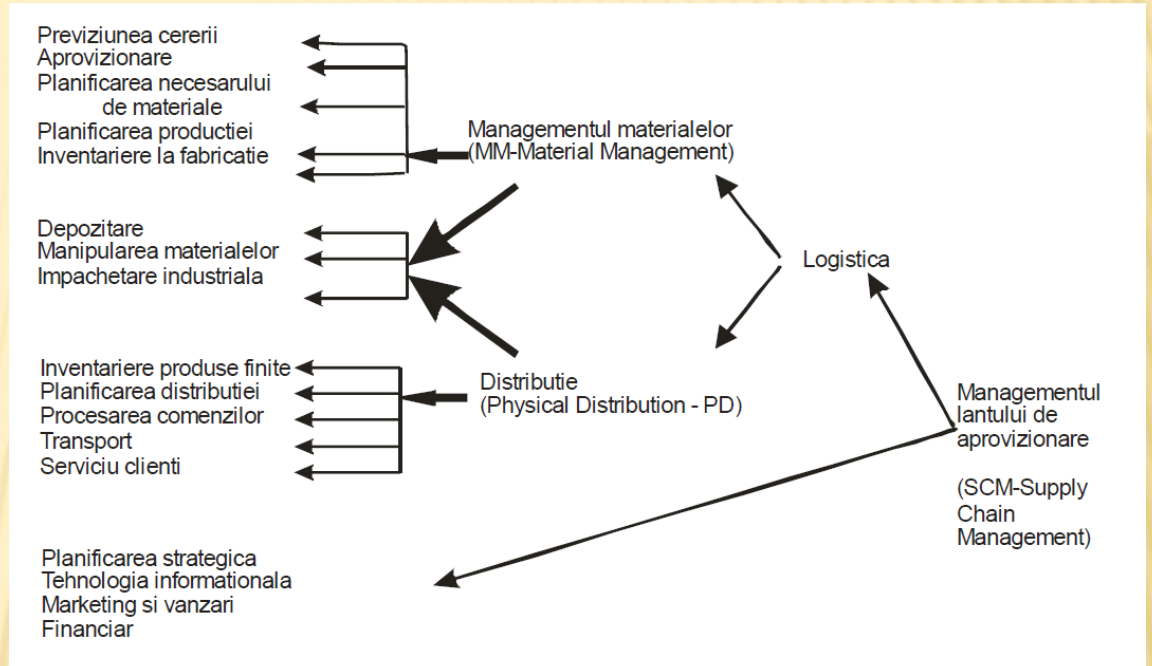 Previziunea cererii
Aprovizionare
Planificarea necesarului
de materiale
Planificarea productiei
Inventariere la fabricatie
Managementul materialelor
(MM-Material Management)
Depozitare
Manipularea materialelor
Impachetare industriala
Logistica
Inventariere produse finite
Planificarea distributiei
Procesarea comenzilor
Transport
Serviciu clienti
Distributie
(Physical Distribution - PD)
Managementul
lantului de
aprovizionare
(SCM-Supply
Chain
Management)
Planificarea strategica
Tehnologia informationala
Marketing si vanzari
Financiar